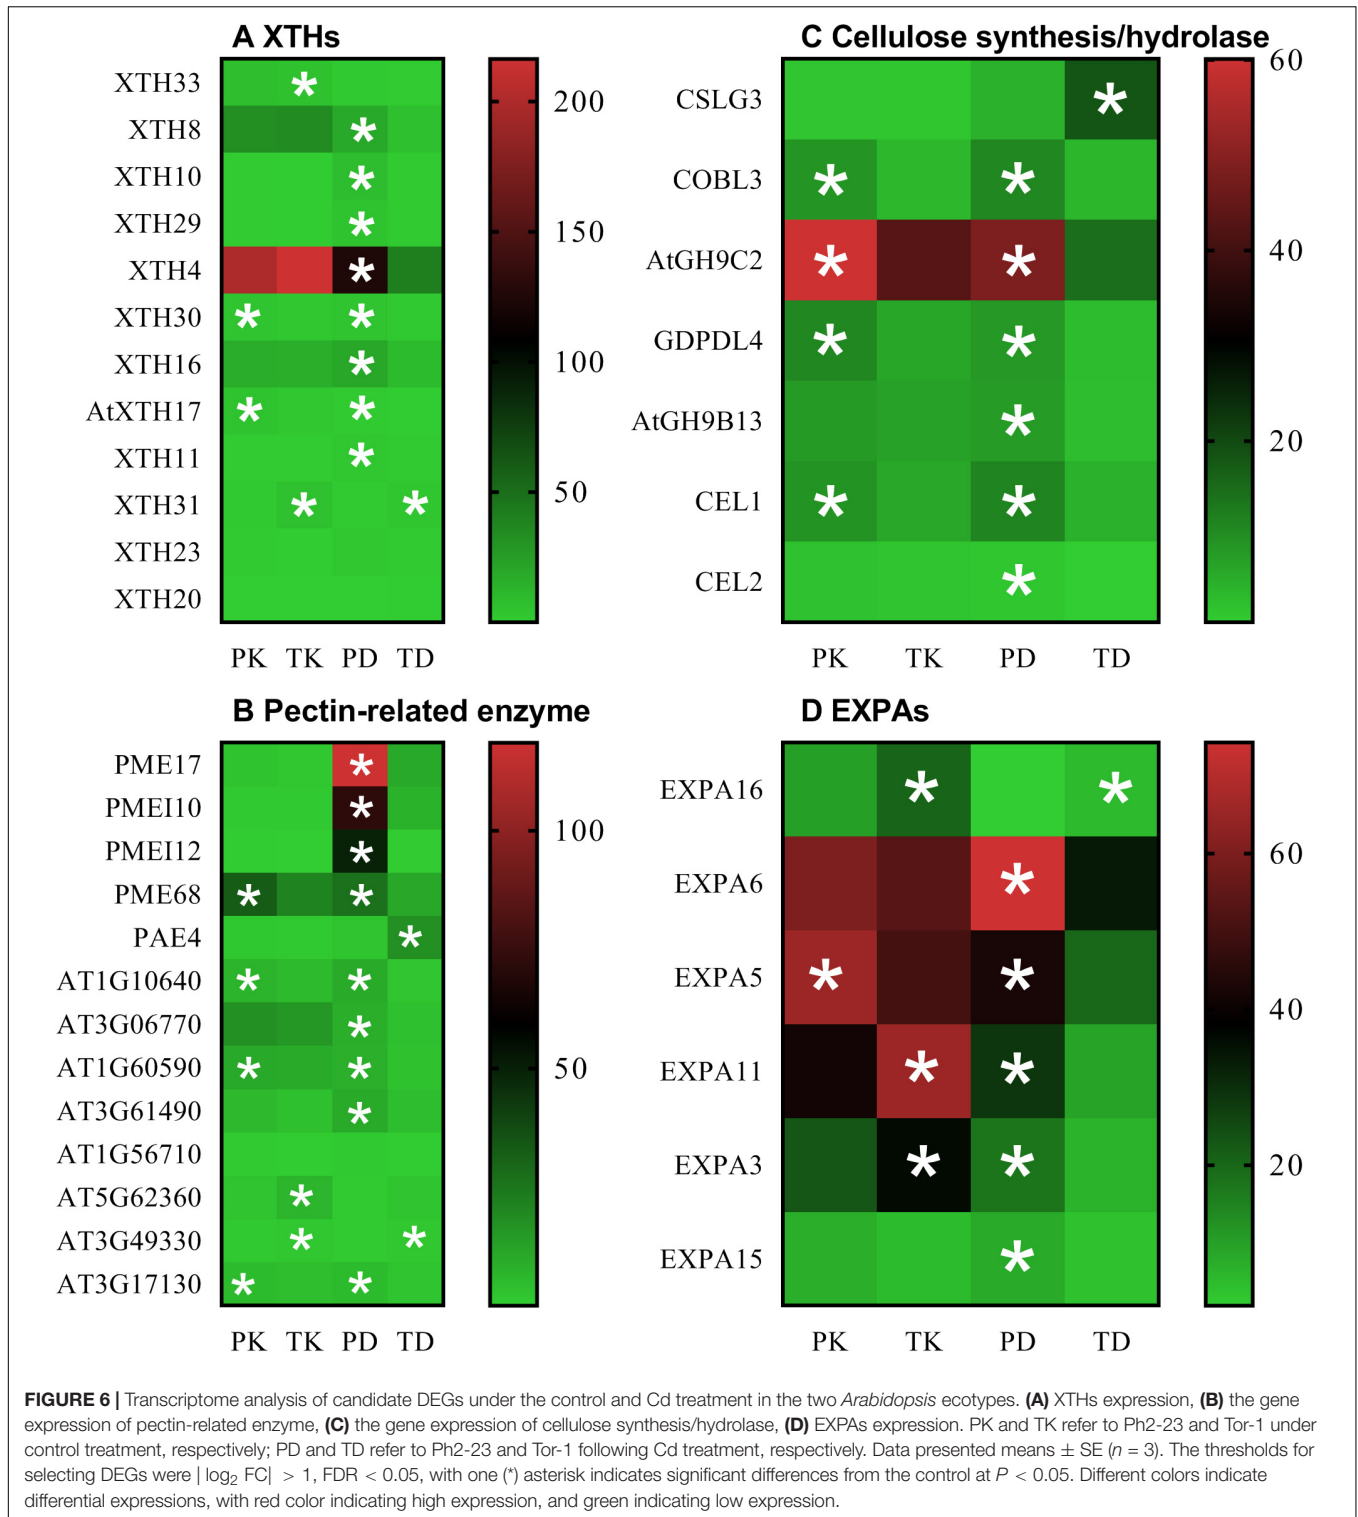 A XTHs
XTH33
XTH8
XTH10
XTH29
XTH4
XTH30
XTH16
AtXTH17
XTH11
XTH31
XTH23
XTH20
* * * * * * * * * * * * *
200
150
100
50
PK TK PD TD
C Cellulose synthesis/hydrolase
CSLG3
COBL3
AtGH9C2
GDPDL4
AtGH9B13
CEL1
CEL2
* * * * * * * * * * *
60
40
20
PK TK PD TD
B Pectin-related enzyme
PME17
PMEI10
PMEI12
PME68
PAE4
AT1G10640
AT3G06770
AT1G60590
AT3G61490
AT1G56710
AT5G62360
AT3G49330
AT3G17130
* * * * * * * * * * * * * * * * *
100
50
PK TK PD TD
D EXPAs
EXPA16
EXPA6
EXPA5
EXPA11
EXPA3
EXPA15
* * * * * * * * * *
60
40
20
PK TK PD TD
FIGURE 6 | Transcriptome analysis of candidate DEGs under the control and Cd treatment in the two Arabidopsis ecotypes. (A) XTHs expression, (B) the gene
expression of pectin-related enzyme, (C) the gene expression of cellulose synthesis/hydrolase, (D) EXPAs expression. PK and TK refer to Ph2-23 and Tor-1 under
control treatment, respectively; PD and TD refer to Ph2-23 and Tor-1 following Cd treatment, respectively. Data presented means ± SE (n = 3). The thresholds for
selecting DEGs were | log₂ FC| > 1, FDR < 0.05, with one (*) asterisk indicates significant differences from the control at P < 0.05. Different colors indicate
differential expressions, with red color indicating high expression, and green indicating low expression.